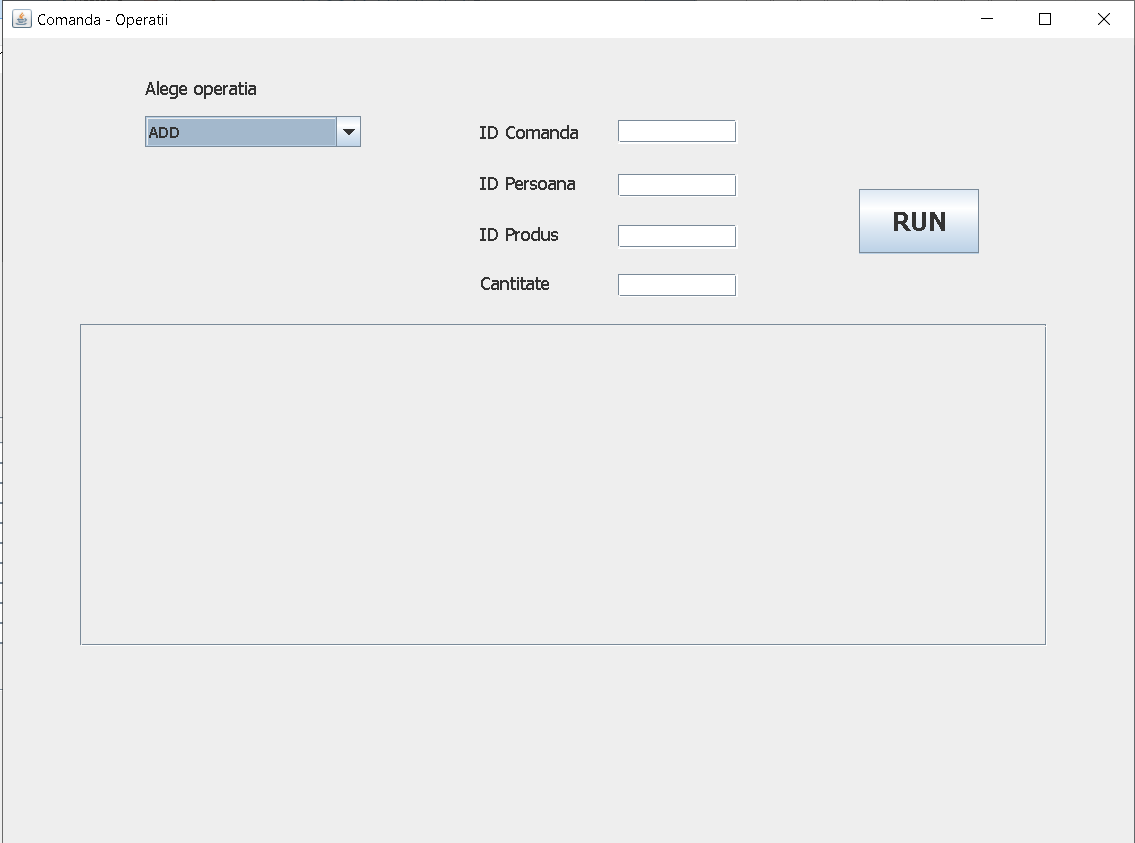 Comanda - Operatii
Alege operatia
ADD
ID Comanda
ID Persoana
ID Produs
Cantitate
RUN